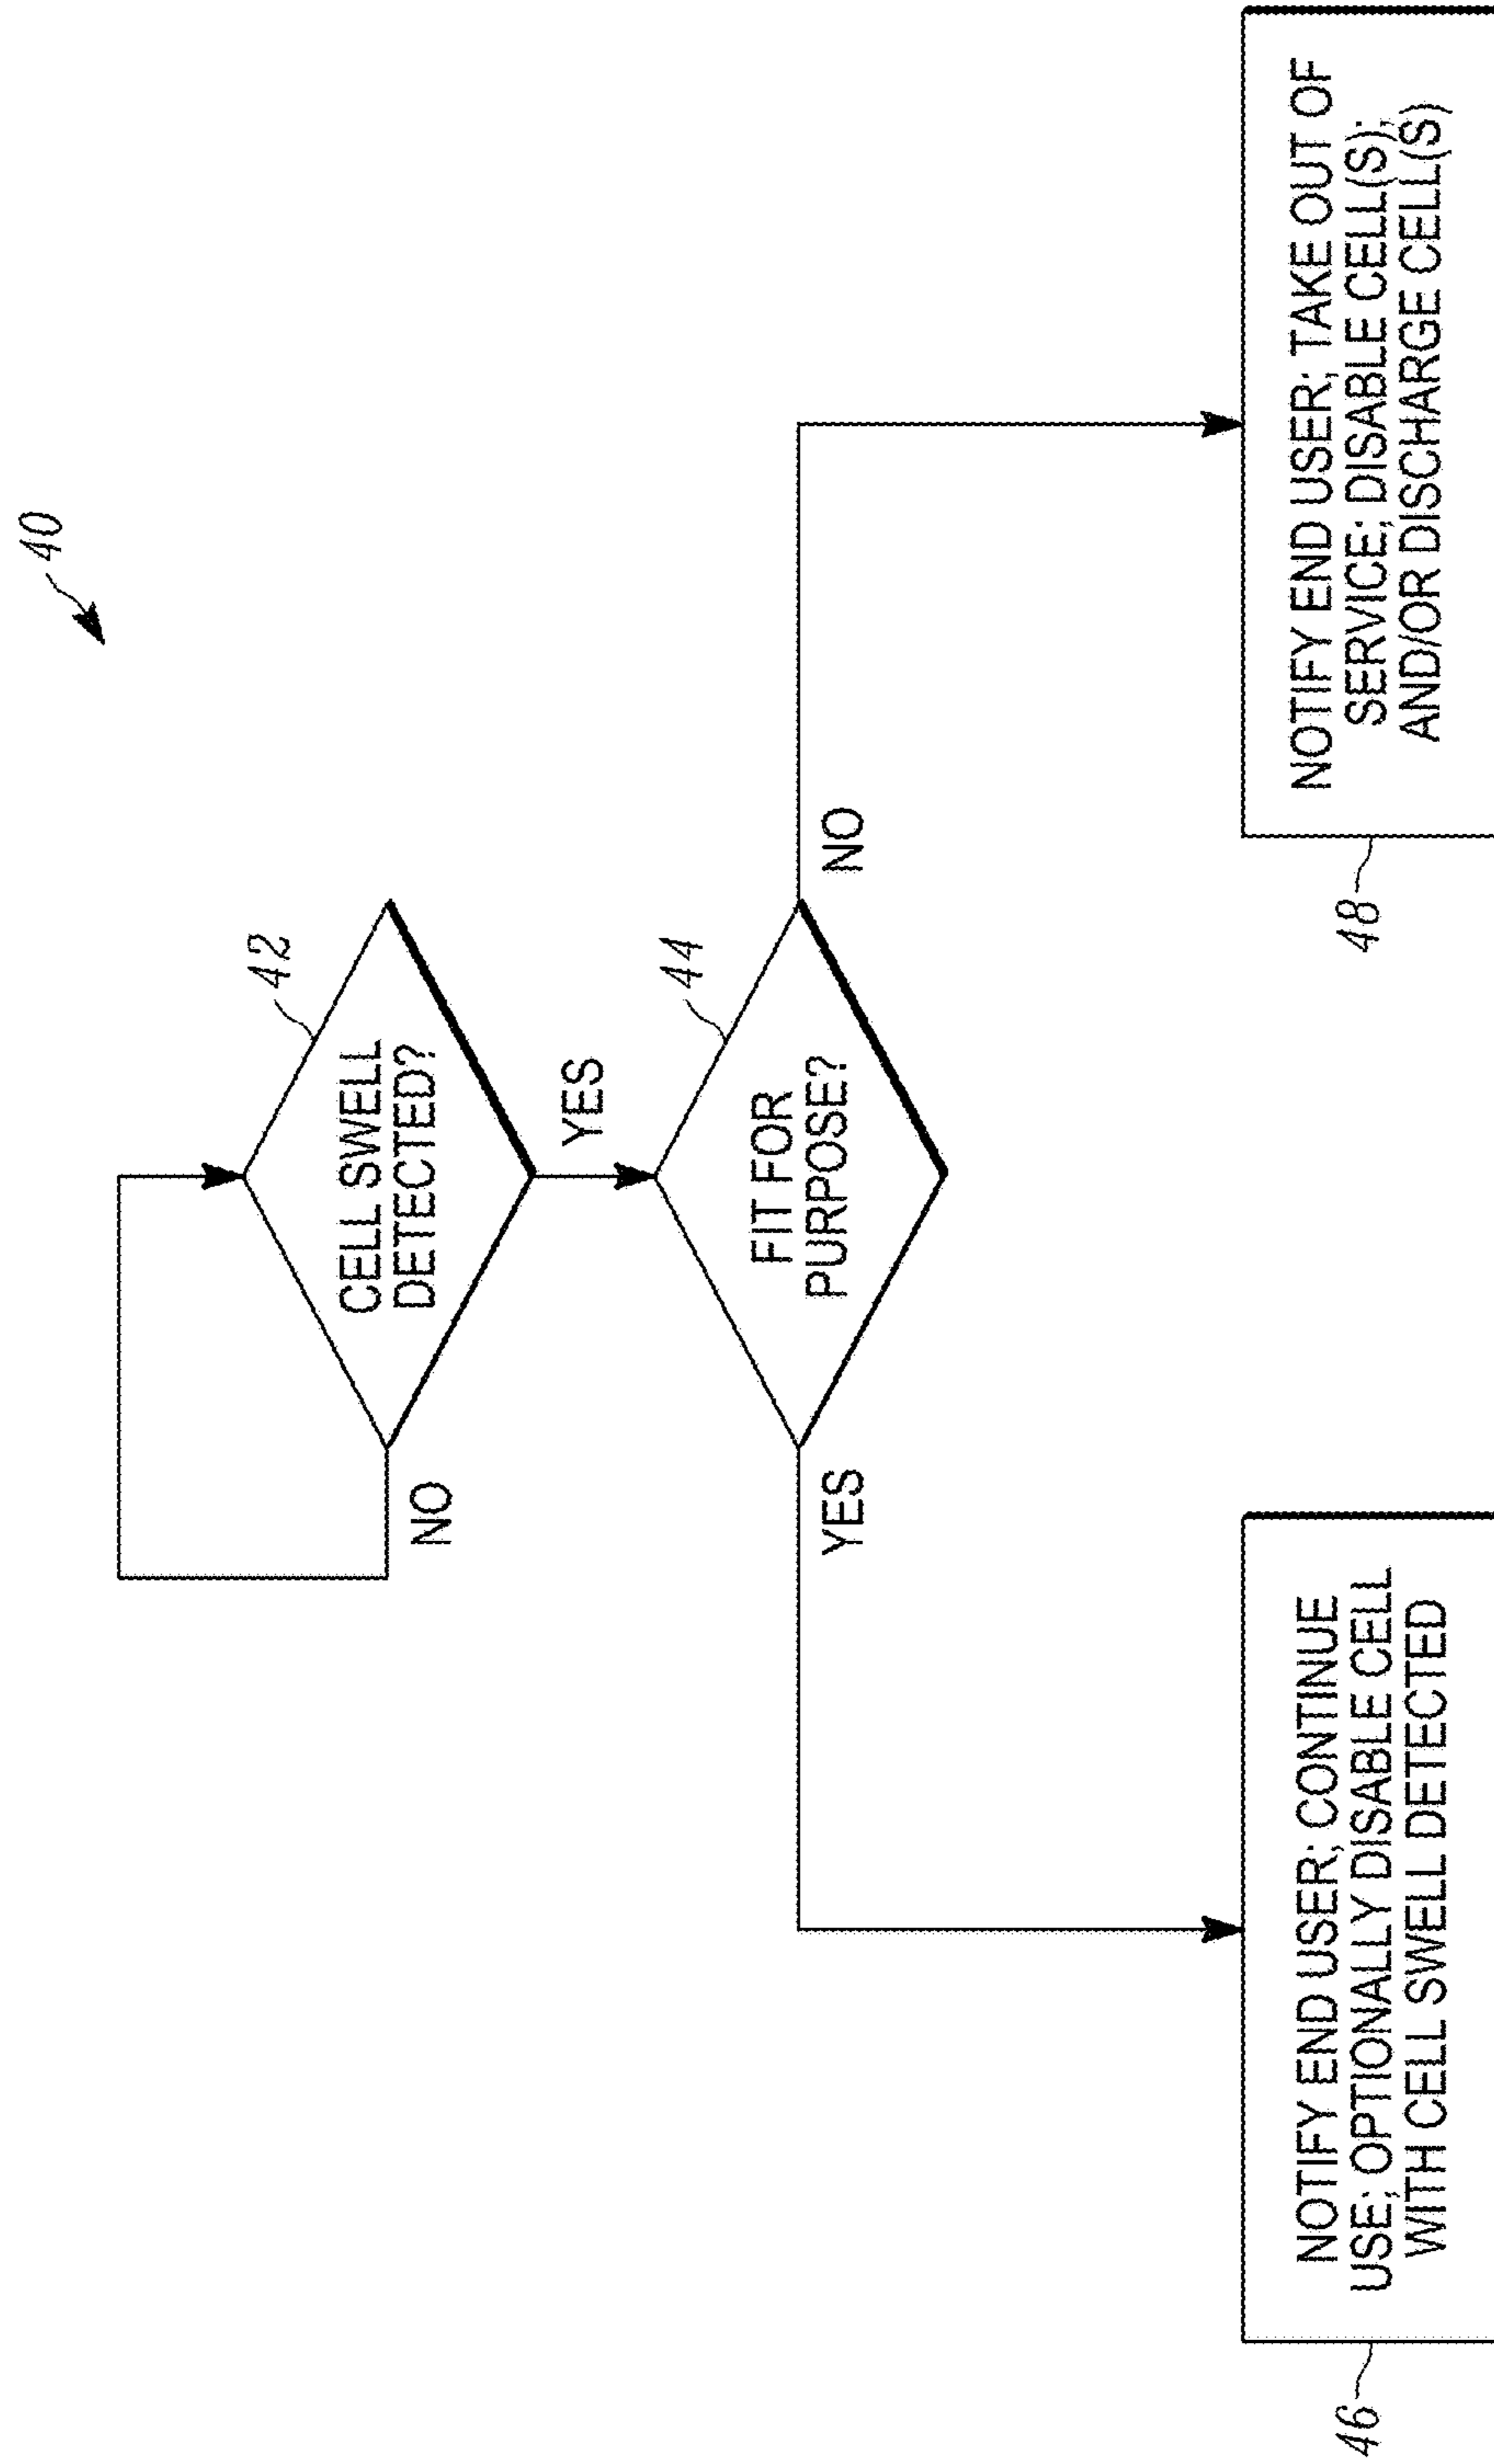 40
42
CELL SWELL
DETECTED?
NO
YES
44
FIT FOR
PURPOSE?
YES
NO
46
NOTIFY END USER; CONTINUE
USE; OPTIONALLY DISABLE CELL
WITH CELL SWELL DETECTED
48
NOTIFY END USER; TAKE OUT OF
SERVICE; DISABLE CELL(S);
AND/OR DISCHARGE CELL(S)